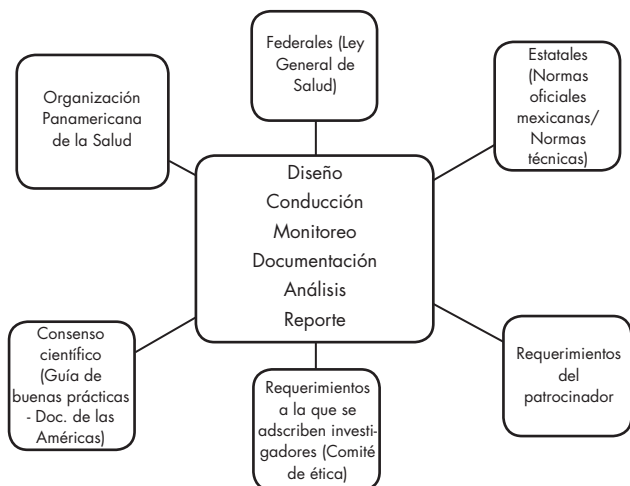 Federales (Ley
General de
Salud)
Organización
Panamericana
de la Salud
Estatales
(Normas
oficiales
mexicanas/
Normas
técnicas)
Diseño
Conducción
Monitoreo
Documentación
Análisis
Reporte
Consenso
científico
(Guía de
buenas prácticas
- Doc. de las
Américas)
Requerimientos
a la que se
adscriben investi-
gadores (Comité
de ética)
Requerimientos
del
patrocinador